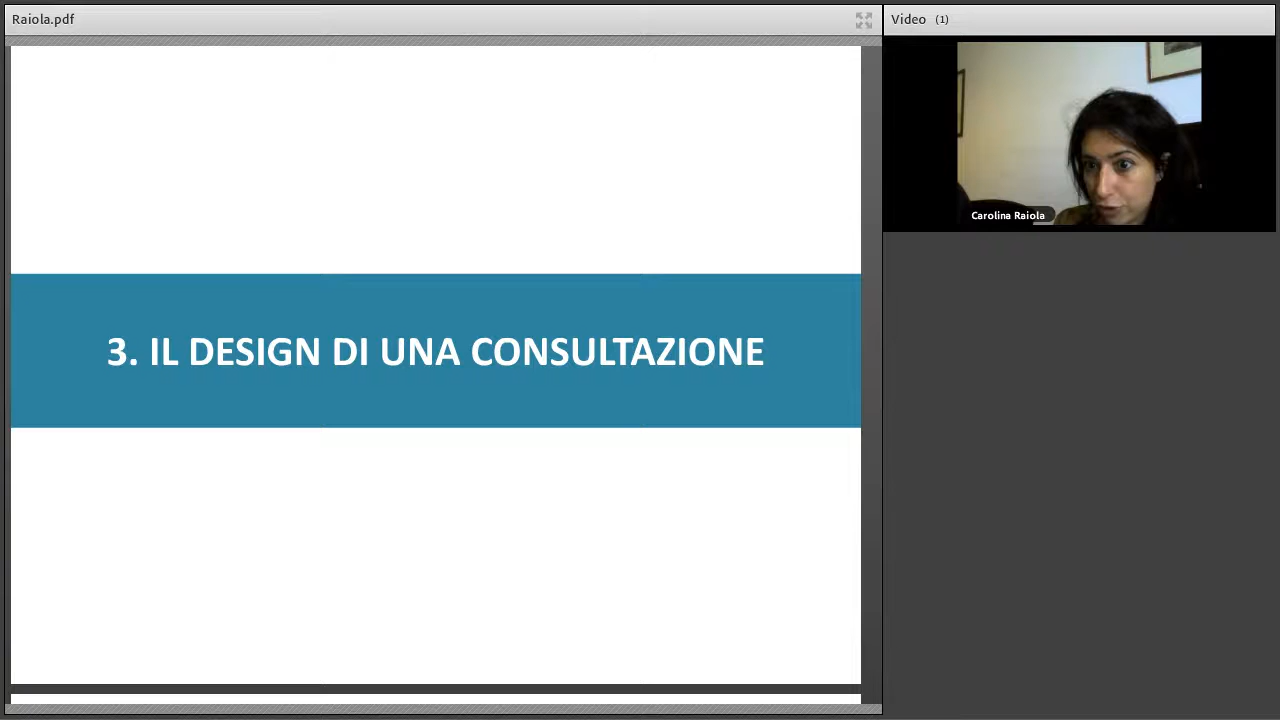 Raiola.pdf
Video (1)
Carolina Raiola
3. IL DESIGN DI UNA CONSULTAZIONE